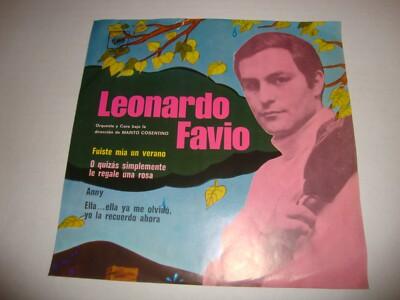 Leonardo
Favio
Orquesta y Coro bajo la
dirección de MARITO COSENTINO
Fuiste mía un verano
O quizás simplemente
le regale una rosa
Anny
Ella...ella ya me olvidó,
yo la recuerdo ahora